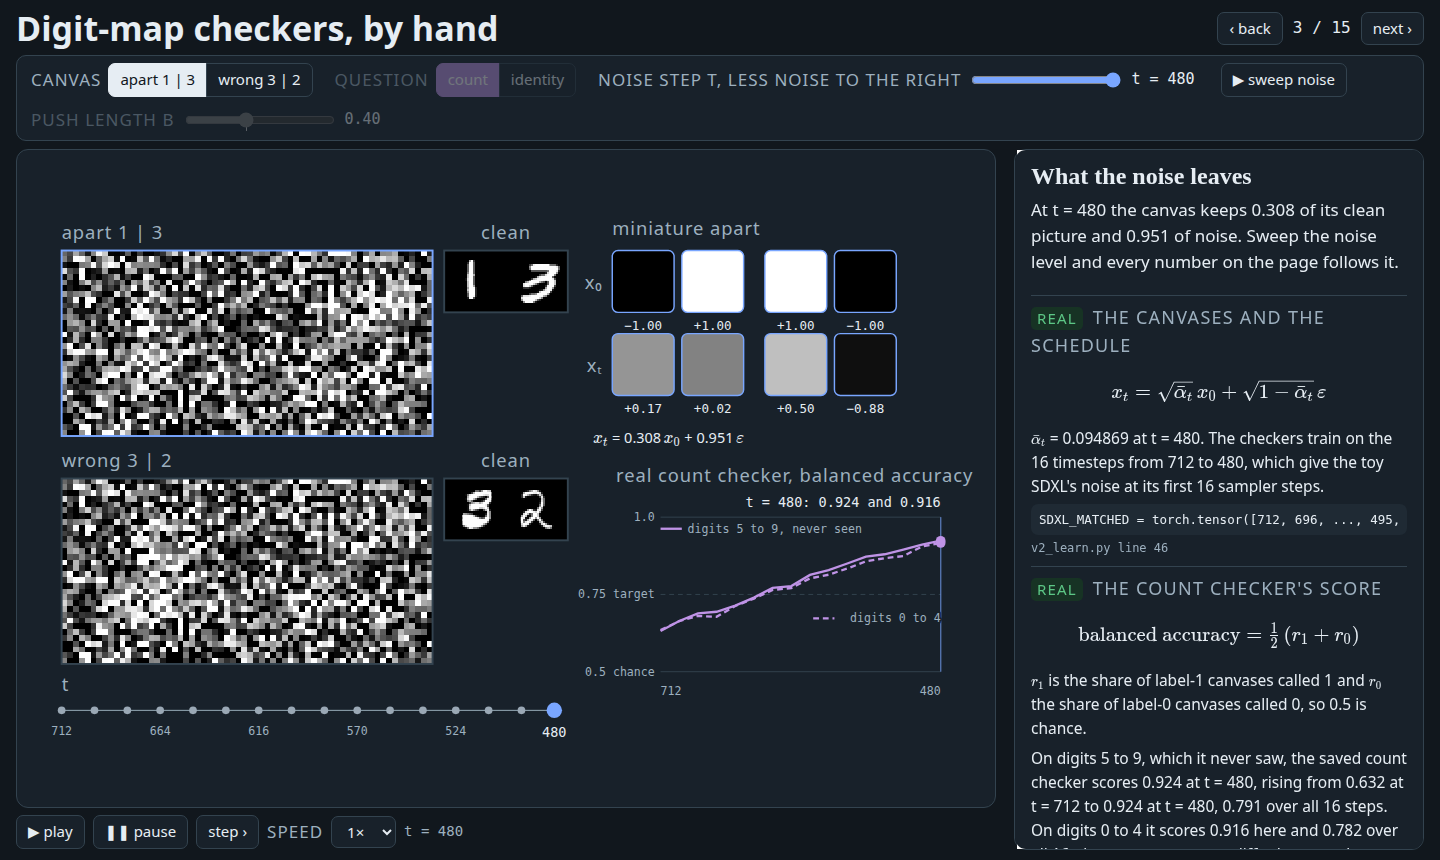 Digit-map checkers, by hand
‹ back 3 / 15 next ›
CANVAS apart 1 | 3 wrong 3 | 2 QUESTION count identity NOISE STEP T, LESS NOISE TO THE RIGHT t = 480 ▶ sweep noise
PUSH LENGTH B 0.40
apart 1 | 3
clean
1 3
wrong 3 | 2
clean
3 2
t
712 664 616 570 524 480
miniature apart
x₀
−1.00 +1.00 +1.00 −1.00
xₜ
+0.17 +0.02 +0.50 −0.88
xₜ = 0.308 x₀ + 0.951 ε
real count checker, balanced accuracy
t = 480: 0.924 and 0.916
1.0
digits 5 to 9, never seen
0.75 target
digits 0 to 4
0.5 chance
712 480
▶ play ❚❚ pause step › SPEED 1× t = 480
What the noise leaves
At t = 480 the canvas keeps 0.308 of its clean
picture and 0.951 of noise. Sweep the noise
level and every number on the page follows it.
REAL THE CANVASES AND THE
SCHEDULE
xₜ = √ᾱₜ x₀ + √1 − ᾱₜ ε
ᾱₜ = 0.094869 at t = 480. The checkers train on the
16 timesteps from 712 to 480, which give the toy
SDXL's noise at its first 16 sampler steps.
SDXL_MATCHED = torch.tensor([712, 696, ..., 495,
v2_learn.py line 46
REAL THE COUNT CHECKER'S SCORE
balanced accuracy = ½ (r₁ + r₀)
r₁ is the share of label-1 canvases called 1 and r₀
the share of label-0 canvases called 0, so 0.5 is
chance.
On digits 5 to 9, which it never saw, the saved count
checker scores 0.924 at t = 480, rising from 0.632 at
t = 712 to 0.924 at t = 480, 0.791 over all 16 steps.
On digits 0 to 4 it scores 0.916 here and 0.782 over